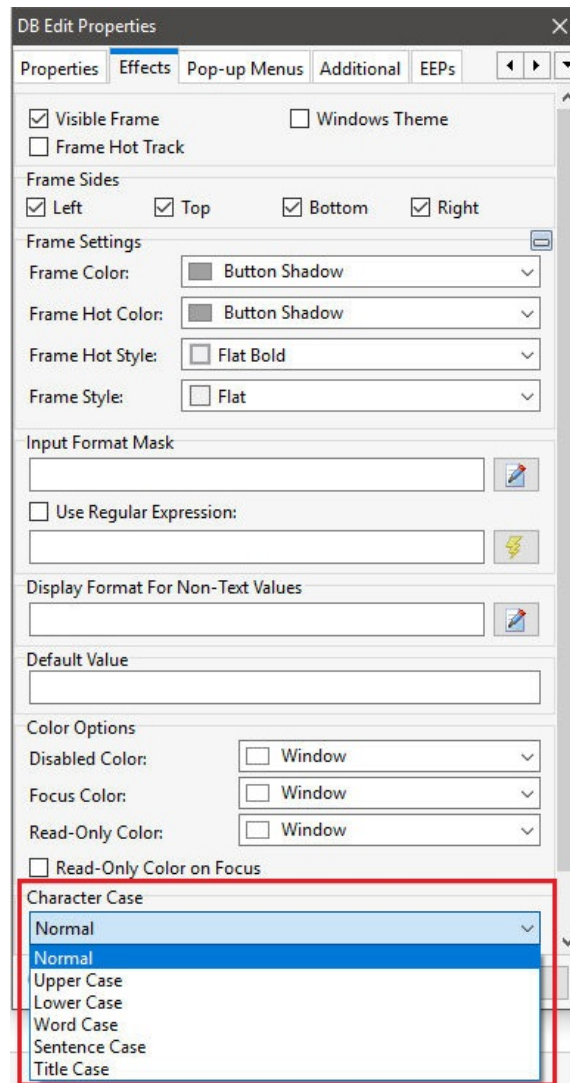 DB Edit Properties
Properties Effects Pop-up Menus Additional EEPs
Visible Frame Windows Theme
Frame Hot Track
Frame Sides
Left Top Bottom Right
Frame Settings
Frame Color: Button Shadow
Frame Hot Color: Button Shadow
Frame Hot Style: Flat Bold
Frame Style: Flat
Input Format Mask
Use Regular Expression:
Display Format For Non-Text Values
Default Value
Color Options
Disabled Color: Window
Focus Color: Window
Read-Only Color: Window
Read-Only Color on Focus
Character Case
Normal
Normal
Upper Case
Lower Case
Word Case
Sentence Case
Title Case